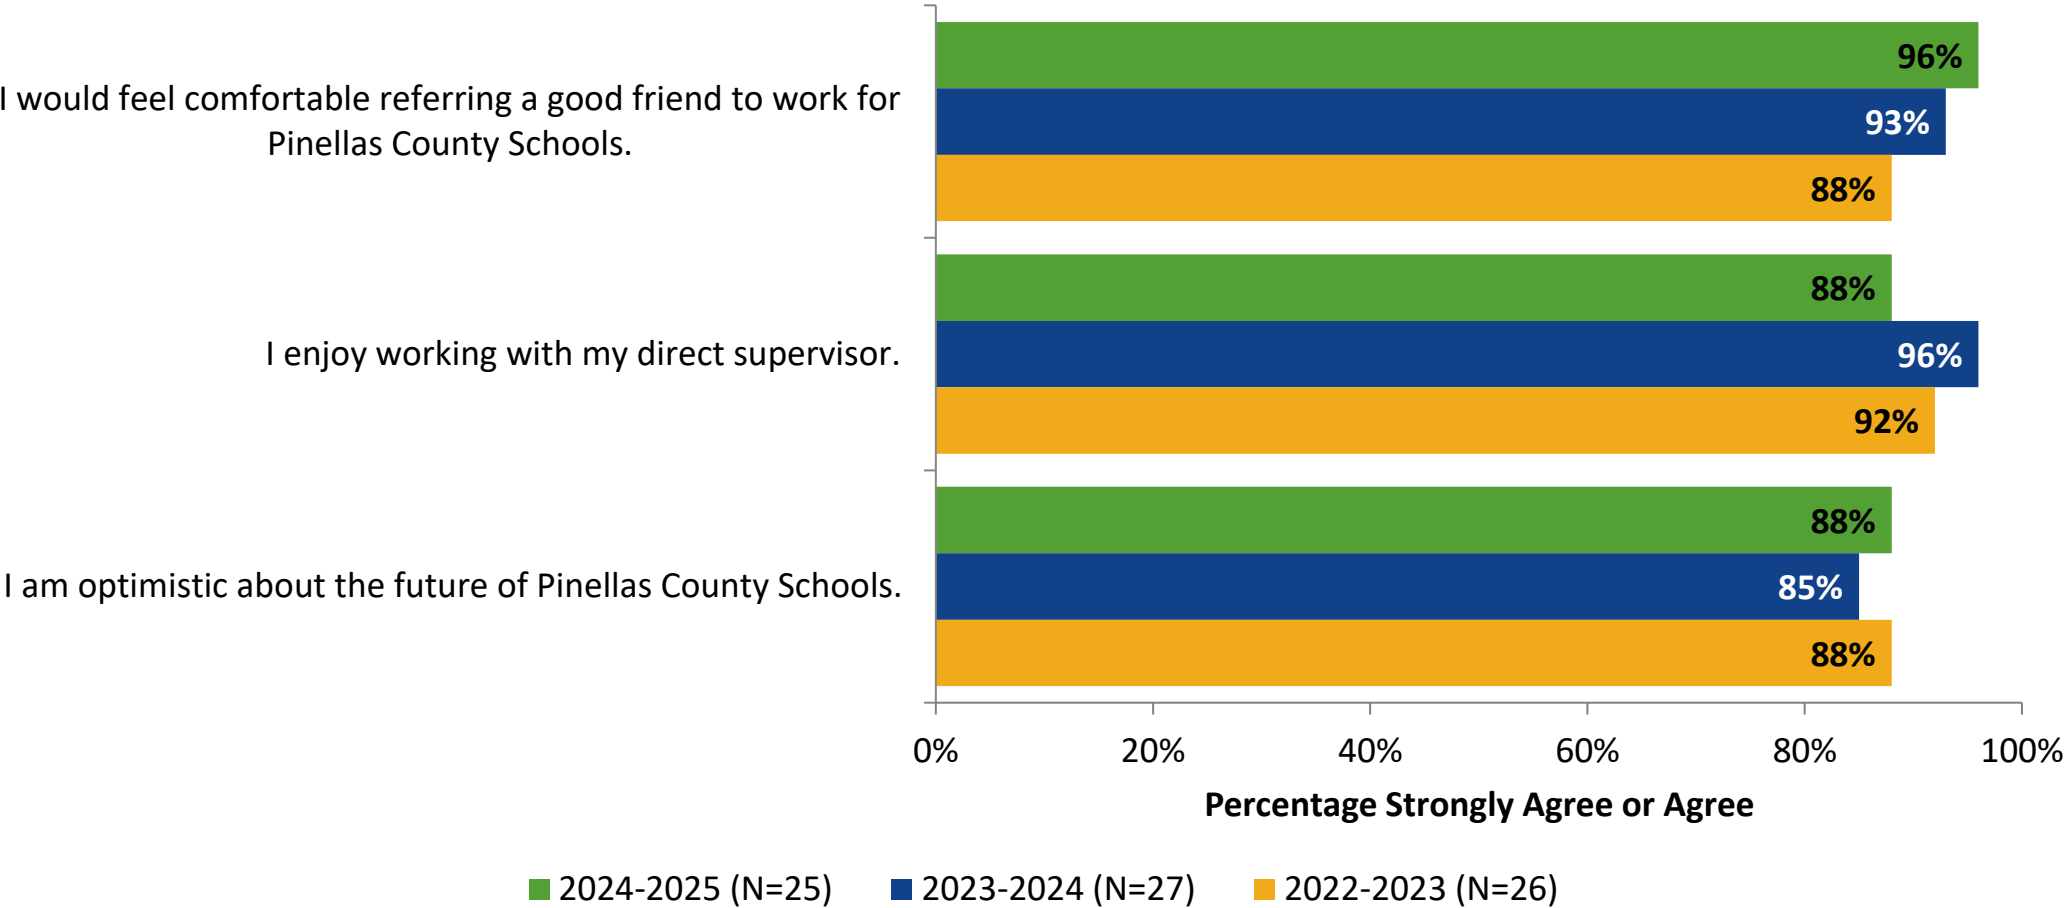 96%
I would feel comfortable referring a good friend to work for
Pinellas County Schools.
93%
88%
88%
I enjoy working with my direct supervisor.
96%
92%
88%
I am optimistic about the future of Pinellas County Schools.
85%
88%
0% 20% 40% 60% 80% 100%
Percentage Strongly Agree or Agree
2024-2025 (N=25) 2023-2024 (N=27) 2022-2023 (N=26)